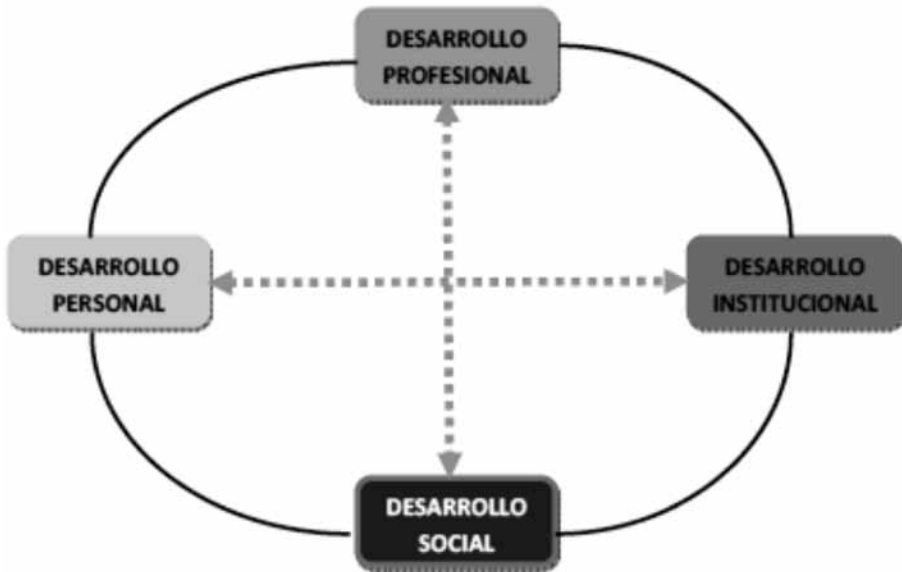 DESARROLLO
PROFESIONAL
DESARROLLO
PERSONAL
DESARROLLO
INSTITUCIONAL
DESARROLLO
SOCIAL